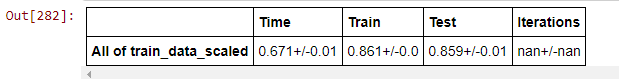 Out[282]:
Time Train Test Iterations
All of train_data_scaled 0.671+/-0.01 0.861+/-0.0 0.859+/-0.01 nan+/-nan